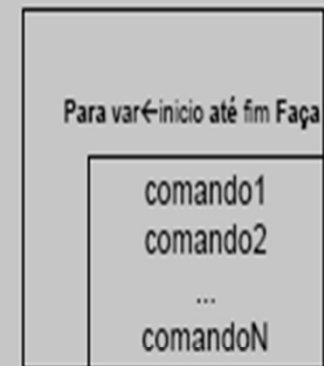 Para var←inicio até fim Faça
comando1
comando2
...
comandoN